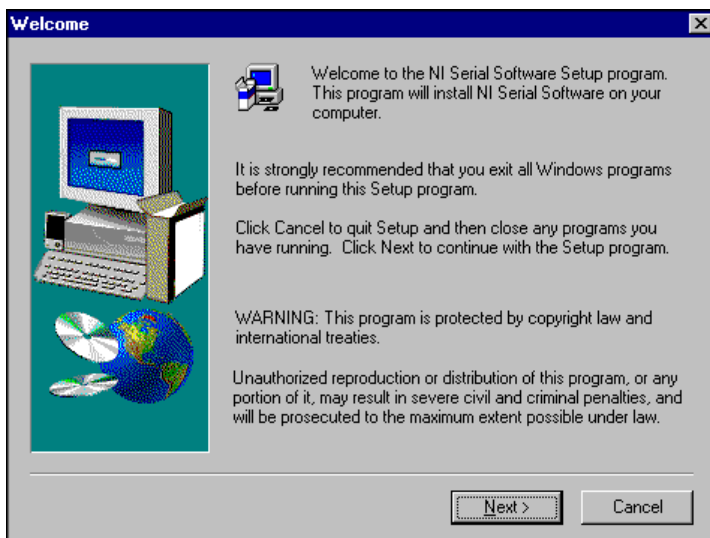 Welcome
Welcome to the NI Serial Software Setup program.
This program will install NI Serial Software on your
computer.
It is strongly recommended that you exit all Windows programs
before running this Setup program.
Click Cancel to quit Setup and then close any programs you
have running.  Click Next to continue with the Setup program.
WARNING: This program is protected by copyright law and
international treaties.
Unauthorized reproduction or distribution of this program, or any
portion of it, may result in severe civil and criminal penalties, and
will be prosecuted to the maximum extent possible under law.
Next >
Cancel